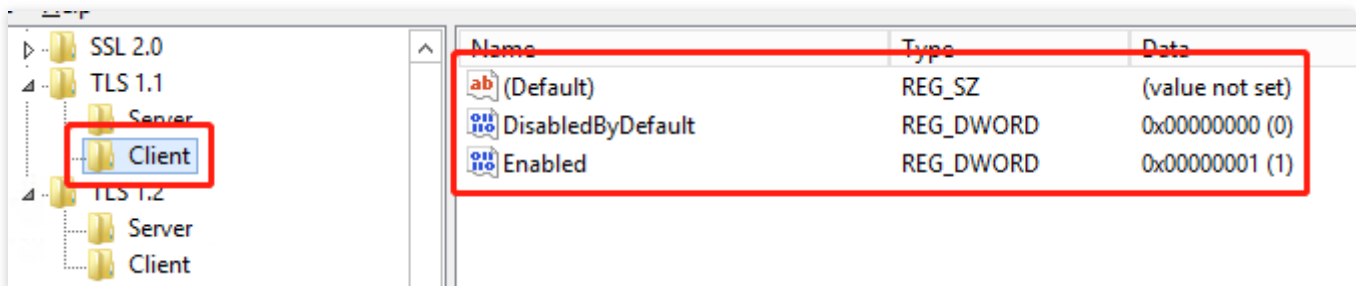 Help
SSL 2.0
TLS 1.1
Server
Client
TLS 1.2
Server
Client
Name Type Data
(Default) REG_SZ (value not set)
DisabledByDefault REG_DWORD 0x00000000 (0)
Enabled REG_DWORD 0x00000001 (1)